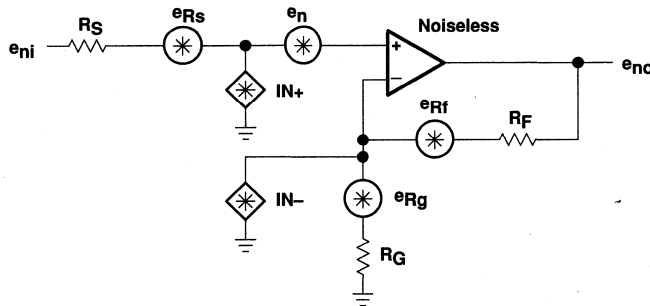 eni
RS
eRs
en
Noiseless
+
−
eno
IN+
eRf
RF
IN−
eRg
RG